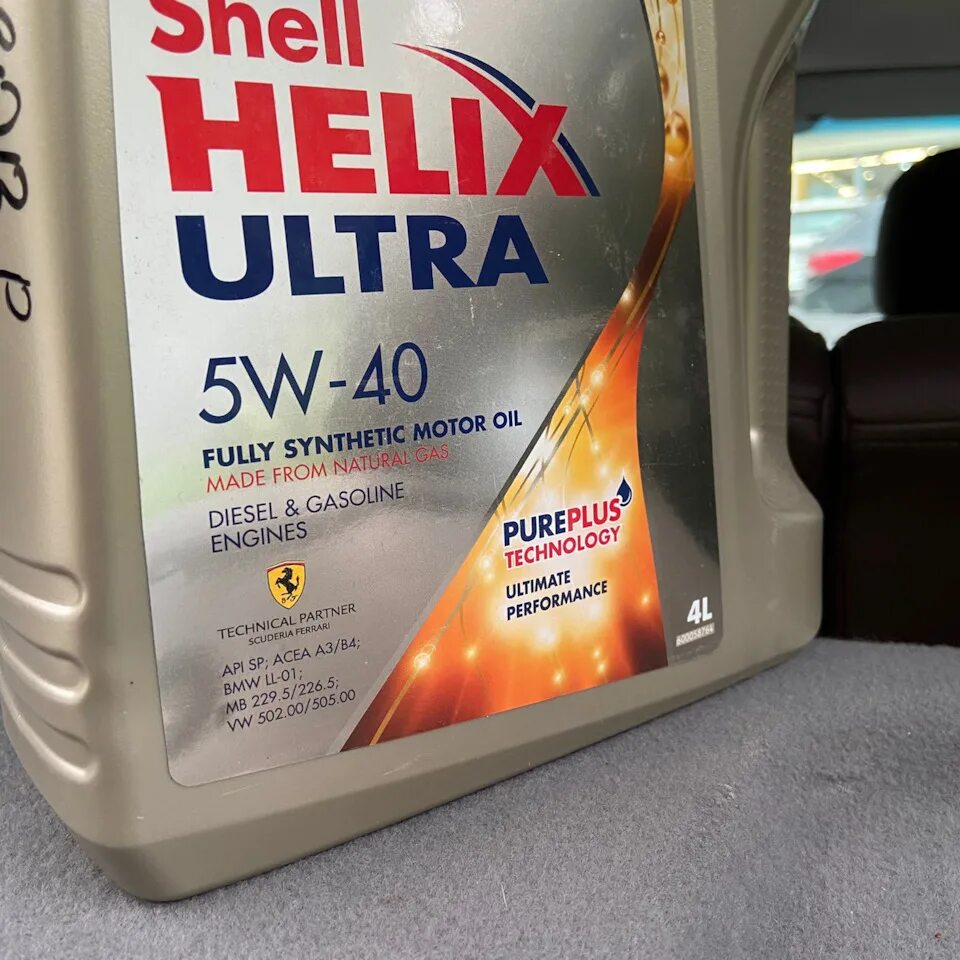 Shell
HELIX
ULTRA
5W-40
FULLY SYNTHETIC MOTOR OIL
MADE FROM NATURAL GAS
DIESEL & GASOLINE
ENGINES
TECHNICAL PARTNER
SCUDERIA FERRARI
API SP; ACEA A3/B4;
BMW LL-01;
MB 229.5/226.5;
VW 502.00/505.00
PUREPLUS
TECHNOLOGY
ULTIMATE
PERFORMANCE
4L
600058764